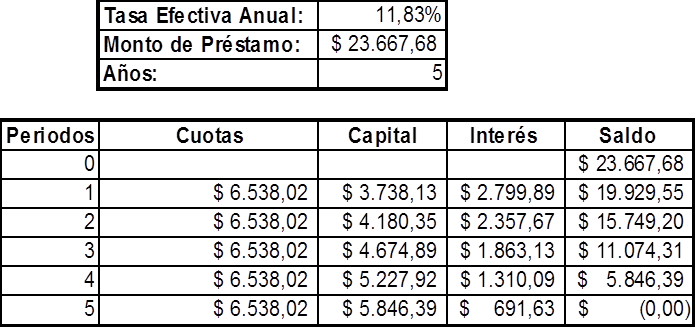 Tasa Efectiva Anual: 11,83%
Monto de Préstamo: $ 23.667,68
Años: 5
Periodos Cuotas Capital Interés Saldo
0 $ 23.667,68
1 $ 6.538,02 $ 3.738,13 $ 2.799,89 $ 19.929,55
2 $ 6.538,02 $ 4.180,35 $ 2.357,67 $ 15.749,20
3 $ 6.538,02 $ 4.674,89 $ 1.863,13 $ 11.074,31
4 $ 6.538,02 $ 5.227,92 $ 1.310,09 $ 5.846,39
5 $ 6.538,02 $ 5.846,39 $ 691,63 $ (0,00)